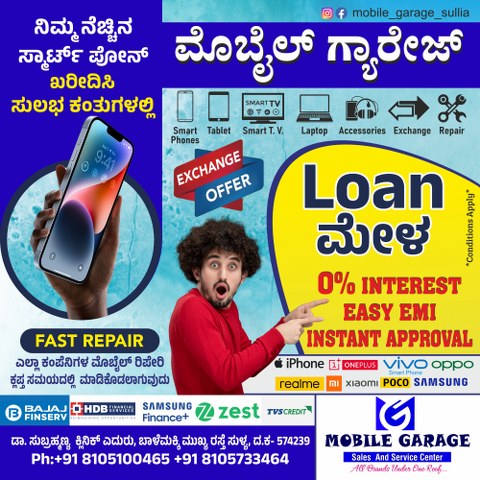 mobile_garage_sullia
ನಿಮ್ಮ ನೆಚ್ಚಿನ
ಸ್ಮಾರ್ಟ್ ಪೋನ್
ಖರೀದಿಸಿ
ಸುಲಭ ಕಂತುಗಳಲ್ಲಿ
ಮೊಬೈಲ್ ಗ್ಯಾರೇಜ್
SMART TV
Smart Phones
Tablet
Smart T. V.
Laptop
Accessories
Exchange
Repair
9:41
EXCHANGE
OFFER
Loan
ಮೇಳ
*Conditions Apply*
0% INTEREST
EASY EMI
INSTANT APPROVAL
FAST REPAIR
ಎಲ್ಲಾ ಕಂಪೆನಿಗಳ ಮೊಬೈಲ್ ರಿಪೇರಿ
ಕ್ಲಪ್ತ ಸಮಯದಲ್ಲಿ ಮಾಡಿಕೊಡಲಾಗುವುದು
iPhone ONEPLUS vivo Smart Phone oppo
realme mi xiaomi POCO SAMSUNG
B BAJAJ FINSERV
HDB FINANCIAL SERVICES
SAMSUNG Finance+
zest
TVS CREDIT
ಡಾ. ಸುಬ್ರಹ್ಮಣ್ಯ ಕ್ಲಿನಿಕ್ ಎದುರು, ಬಾಳೆಮಕ್ಕಿ ಮುಖ್ಯ ರಸ್ತೆ ಸುಳ್ಯ, ದ.ಕ- 574239
Ph:+91 8105100465 +91 8105733464
MOBILE GARAGE
Sales And Service Center
All Brands Under One Roof...